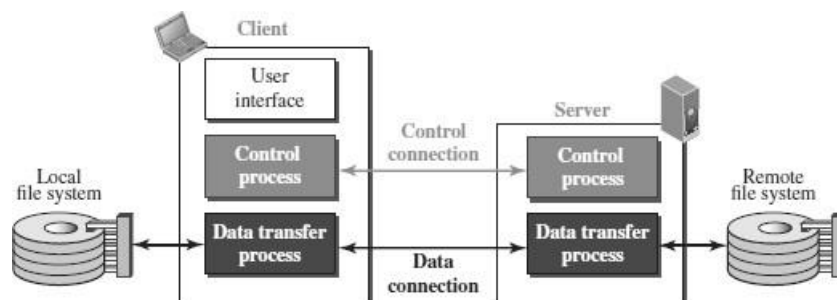 Client
User
interface
Server
Control
connection
Control
process
Control
process
Local
file system
Remote
file system
Data transfer
process
Data transfer
process
Data
connection